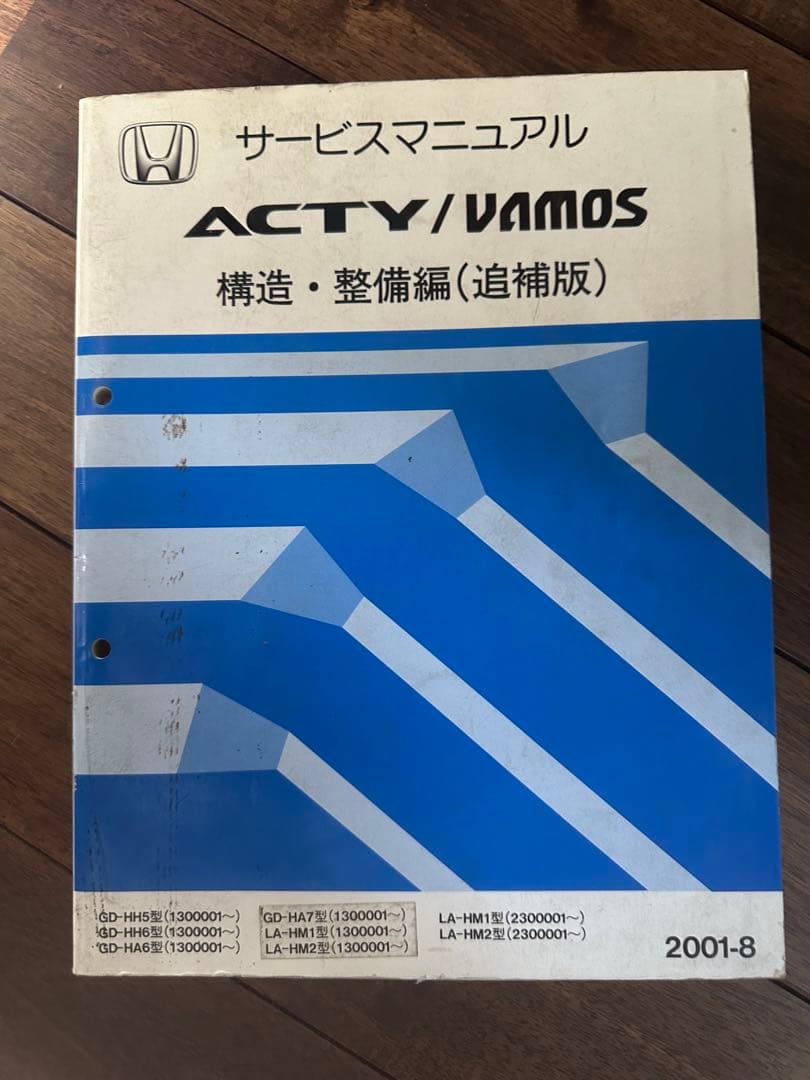 サービスマニュアル
ACTY/VAMOS
構造・整備編(追補版)
GD-HH5型(1300001〜)
GD-HH6型(1300001〜)
GD-HA6型(1300001〜)
GD-HA7型(1300001〜)
LA-HM1型(1300001〜)
LA-HM2型(1300001〜)
LA-HM1型(2300001〜)
LA-HM2型(2300001〜)
2001-8